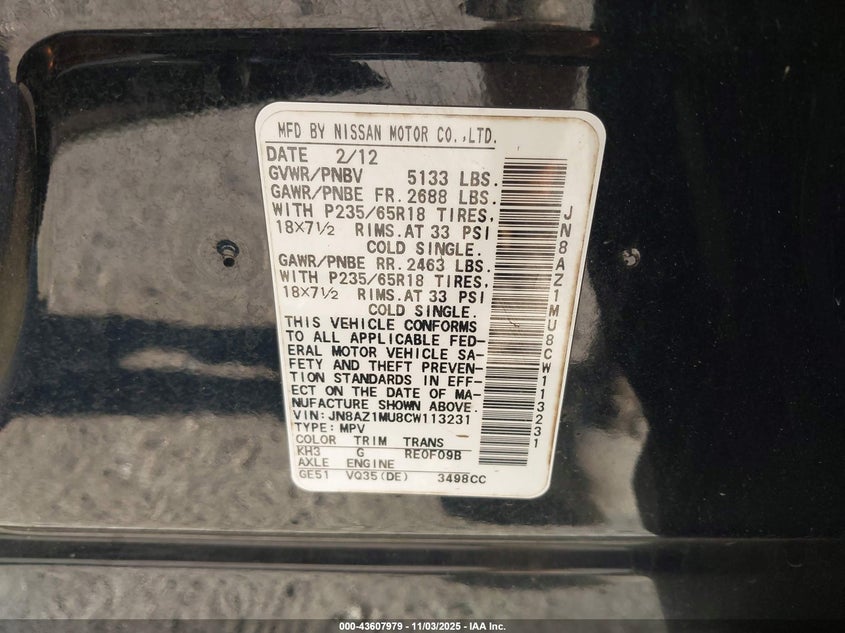 MFD BY NISSAN MOTOR CO.,LTD.
DATE 2/12
GVWR/PNBV 5133 LBS.
GAWR/PNBE FR. 2688 LBS.
WITH P235/65R18 TIRES,
18×7½ RIMS. AT 33 PSI
COLD SINGLE.
GAWR/PNBE RR. 2463 LBS.
WITH P235/65R18 TIRES,
18×7½ RIMS. AT 33 PSI
COLD SINGLE.
THIS VEHICLE CONFORMS
TO ALL APPLICABLE FED-
ERAL MOTOR VEHICLE SA-
FETY AND THEFT PREVEN-
TION STANDARDS IN EFF-
ECT ON THE DATE OF MA-
NUFACTURE SHOWN ABOVE.
VIN:JN8AZ1MU8CW113231
TYPE:MPV
COLOR TRIM TRANS
KH3 G RE0F09B
AXLE ENGINE
GE51 VQ35(DE) 3498CC
JN8AZ1MU8CW113231
000-43607979 - 11/03/2025 - IAA Inc.